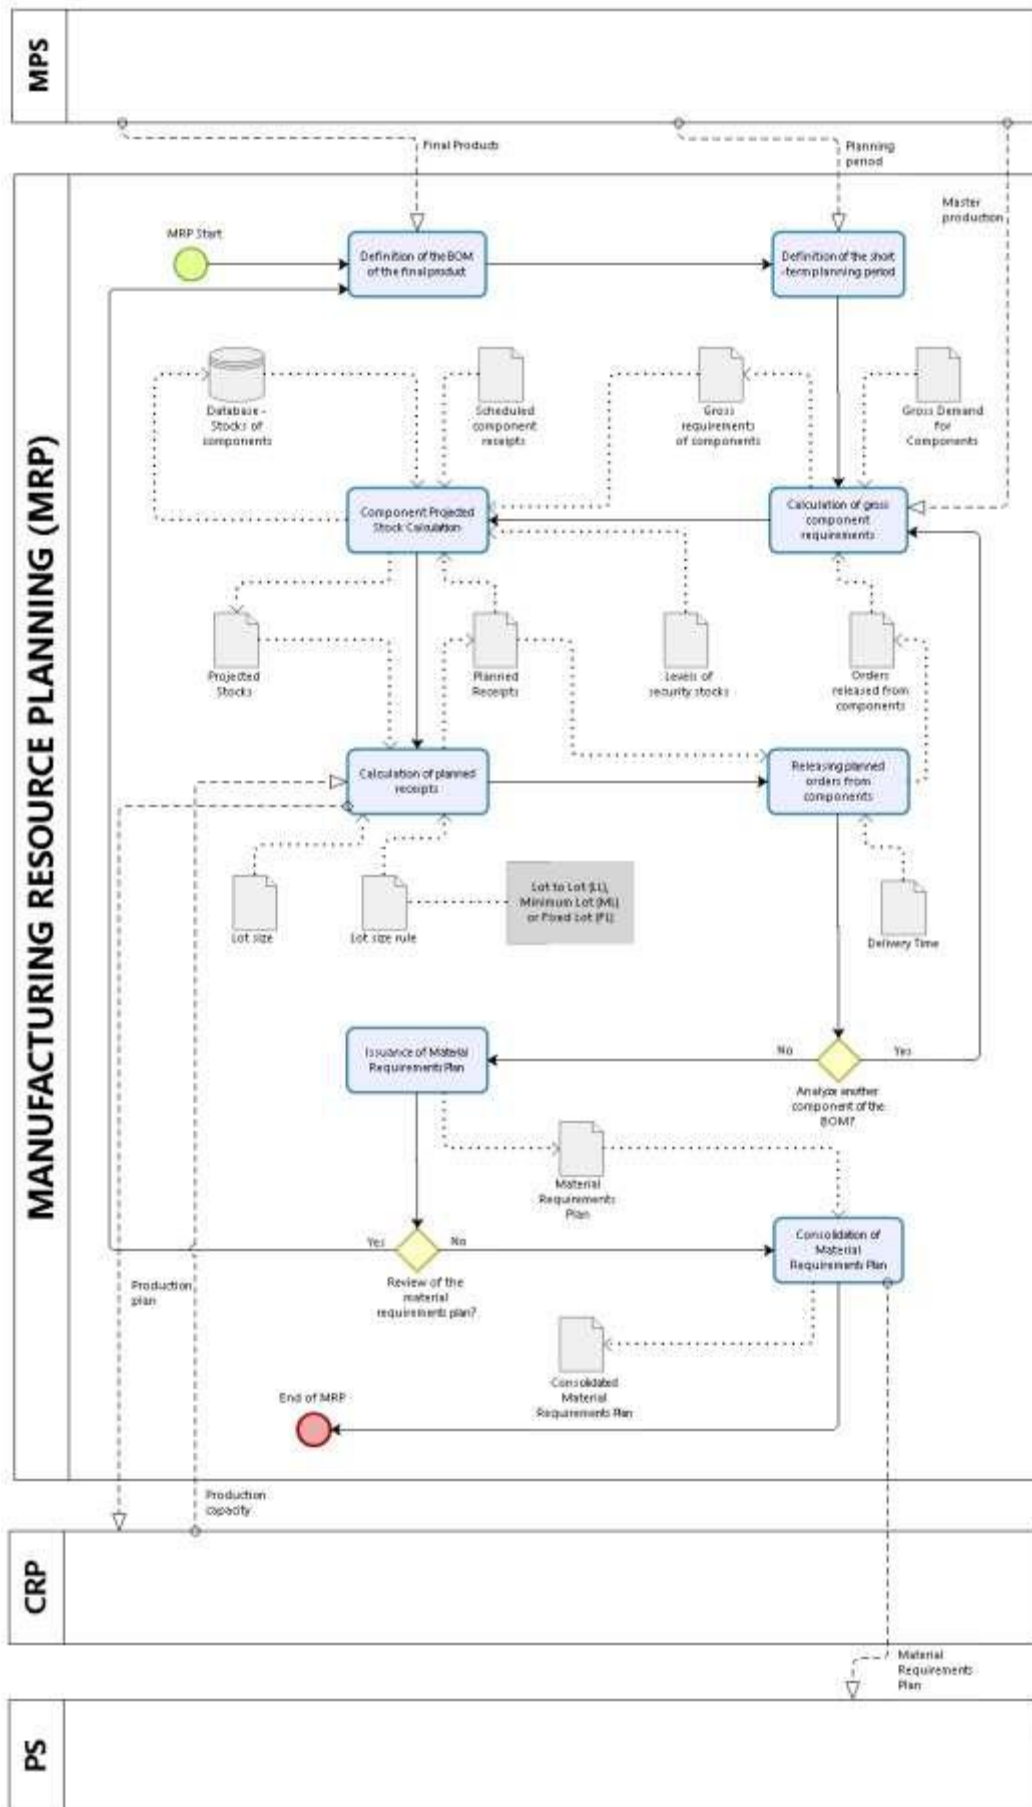 MPS
Final Products
Planning
period
Master
production
MANUFACTURING RESOURCE PLANNING (MRP)
MRP Start
Definition of the BOM
of the final product
Definition of the short
-term planning period
Database -
Stocks of
components
Scheduled
component
receipts
Gross
requirements
of components
Gross Demand
for
Components
Component Projected
Stock Calculation
Calculation of gross
component
requirements
Projected
Stocks
Planned
Receipts
Levels of
security stocks
Orders
released from
components
Calculation of planned
receipts
Releasing planned
orders from
components
Lot size
Lot size rule
Lot to Lot (LL),
Minimum Lot (ML)
or Fixed Lot (FL)
Delivery Time
Issuance of Material
Requirements Plan
No
Yes
Analyze another
component of the
BOM?
Material
Requirements
Plan
Yes
No
Review of the
material
requirements plan?
Consolidation of
Material
Requirements Plan
Production
plan
Consolidated
Material
Requirements Plan
End of MRP
Production
capacity
CRP
Material
Requirements
Plan
PS